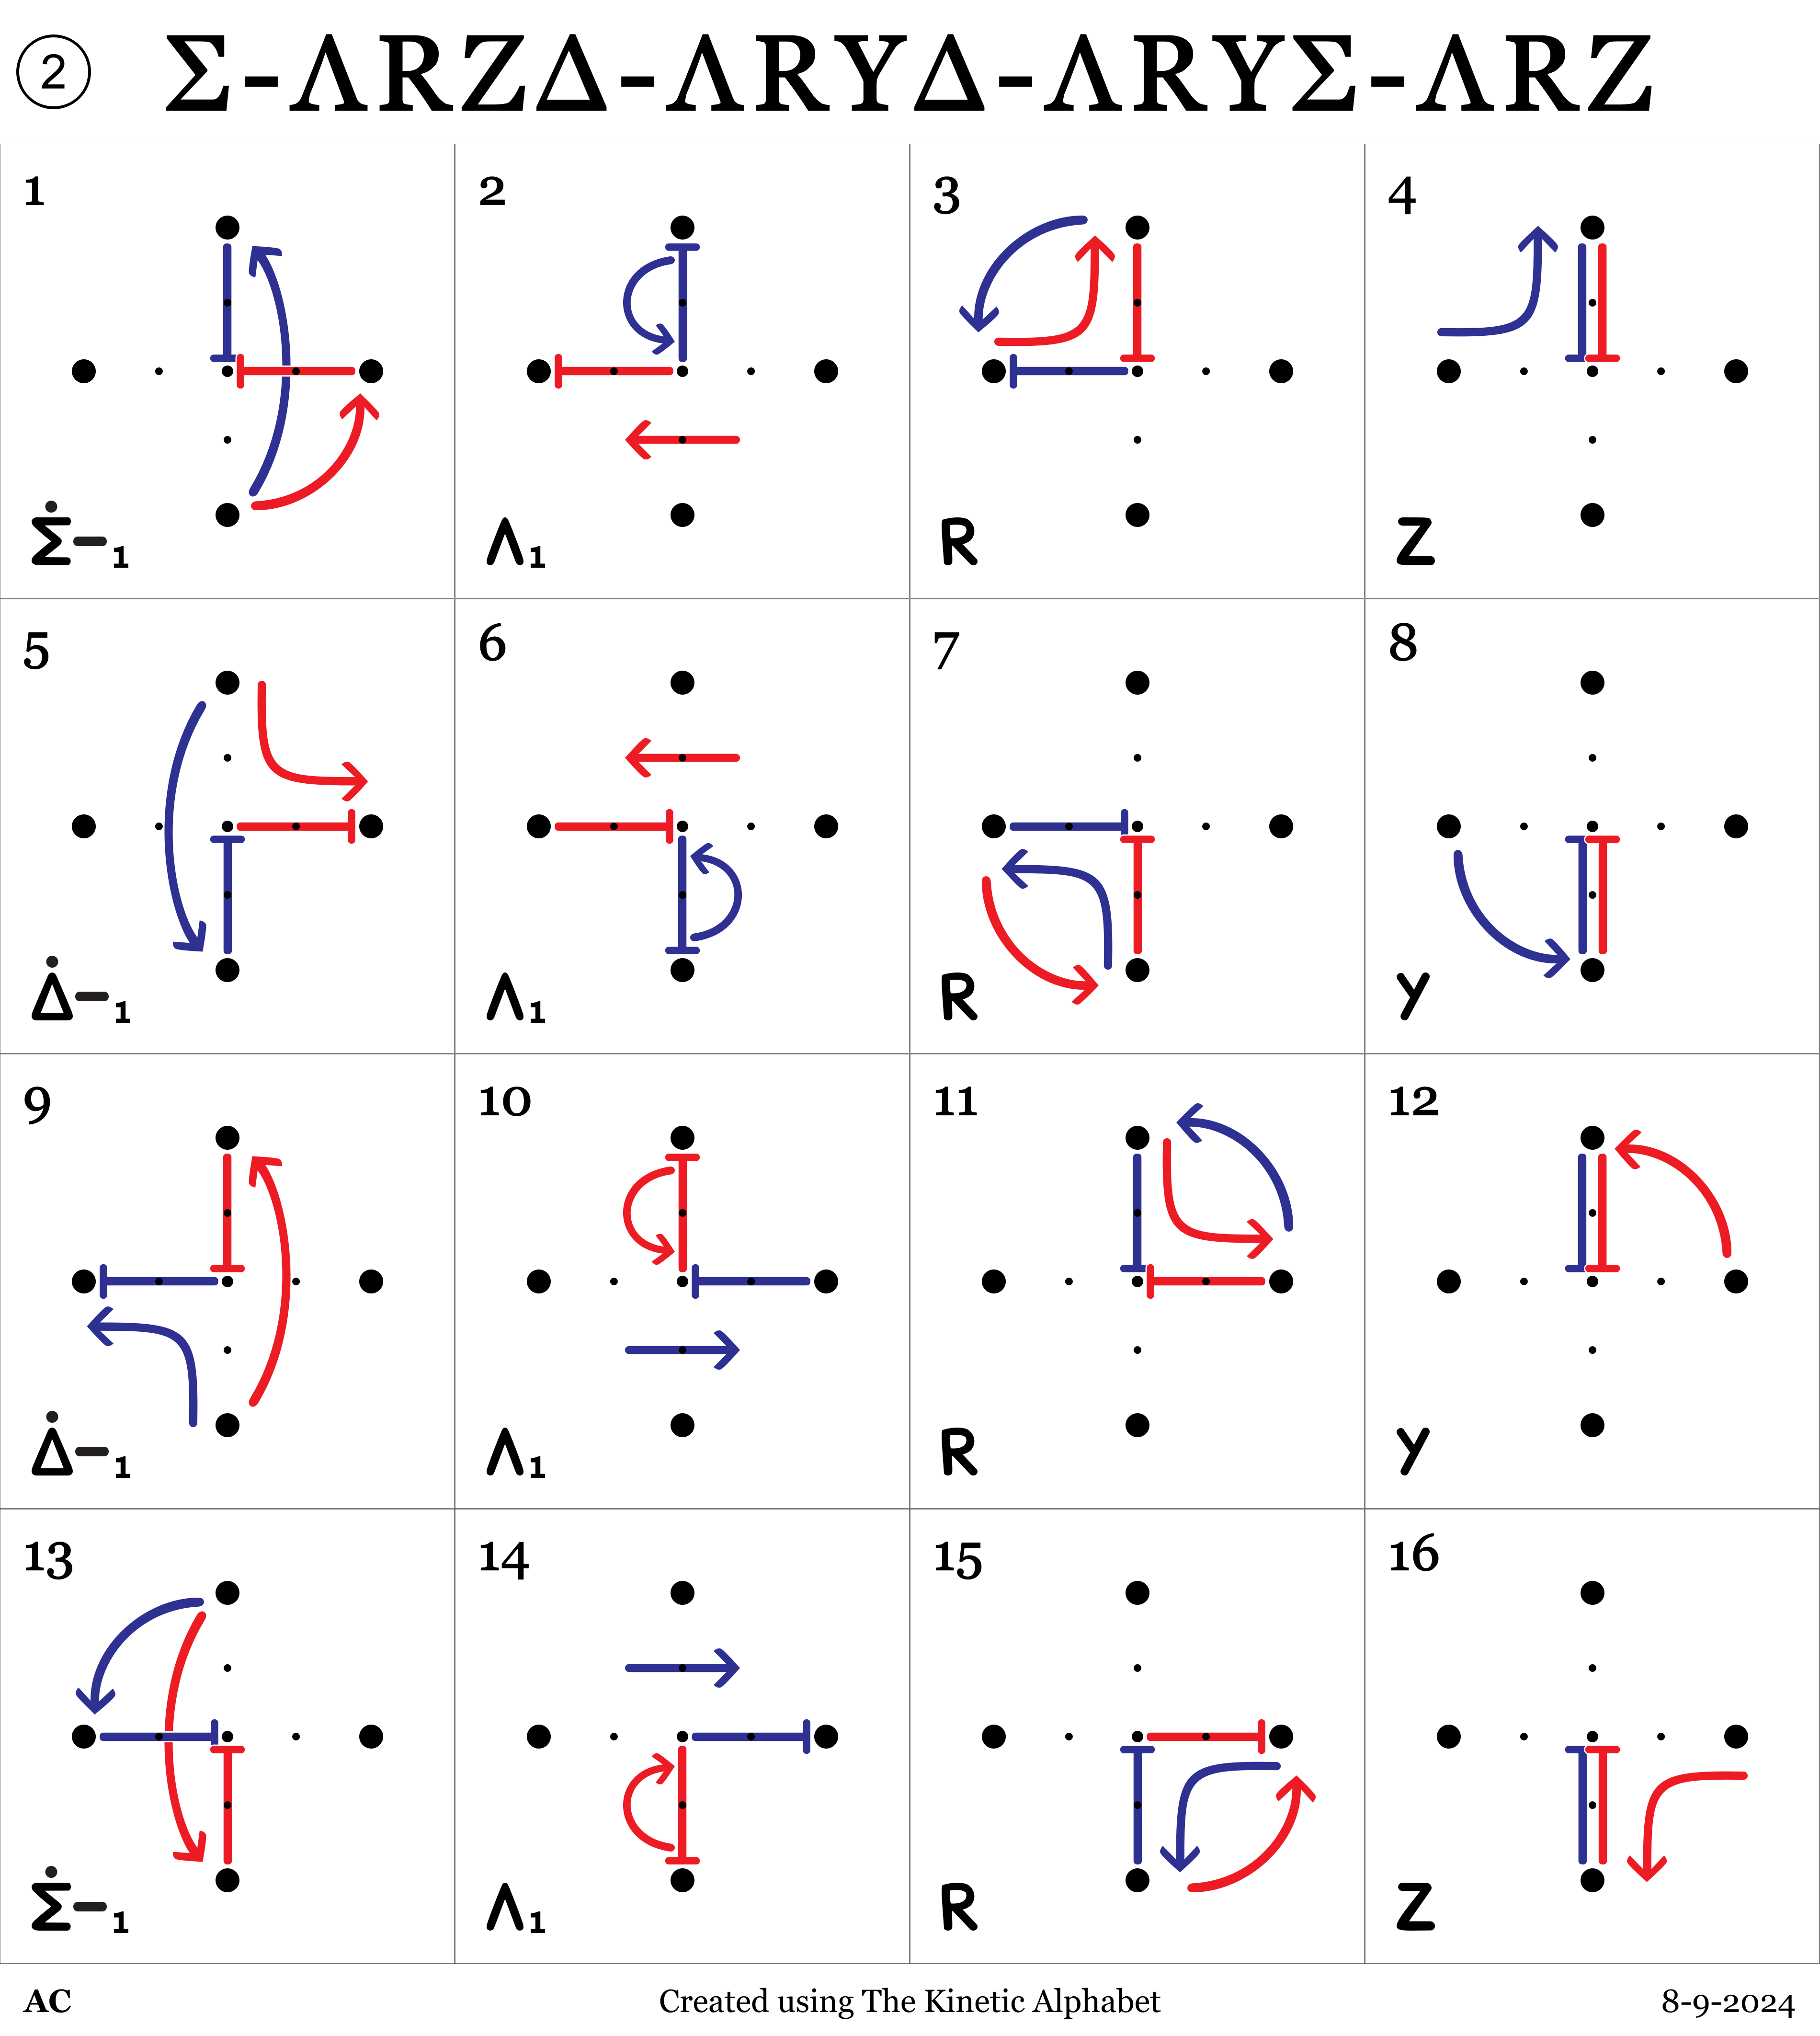 ② Σ-ΛRZΔ-ΛRYΔ-ΛRYΣ-ΛRZ
1 2 3 4
Σ̇-₁ Λ₁ R Z
5 6 7 8
Δ̇-₁ Λ₁ R Y
9 10 11 12
Δ̇-₁ Λ₁ R Y
13 14 15 16
Σ̇-₁ Λ₁ R Z
AC Created using The Kinetic Alphabet 8-9-2024